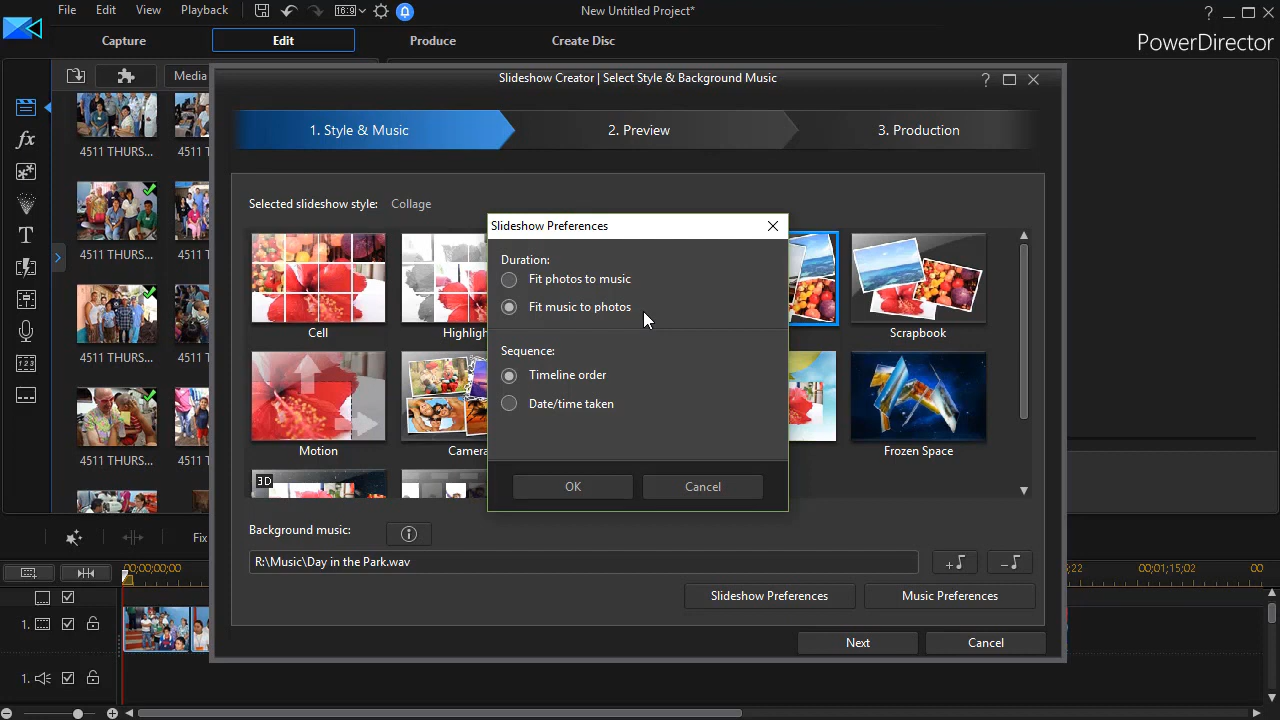 File Edit View Playback 16:9 New Untitled Project* ?
Capture Edit Produce Create Disc PowerDirector
Media
Slideshow Creator | Select Style & Background Music ?
1. Style & Music 2. Preview 3. Production
4511 THURS...
4511 THURS...
4511 THURS...
4511 THURS...
Selected slideshow style: Collage
Slideshow Preferences
Duration:
Fit photos to music
Fit music to photos
Sequence:
Timeline order
Date/time taken
OK Cancel
Cell Highligh Scrapbook
Motion Camera Frozen Space
3D
fx
T
Background music:
Fix
R:\Music\Day in the Park.wav
00;00;00;00 ;22 00;01;15;02 00
Slideshow Preferences Music Preferences
Next Cancel
1.
1.